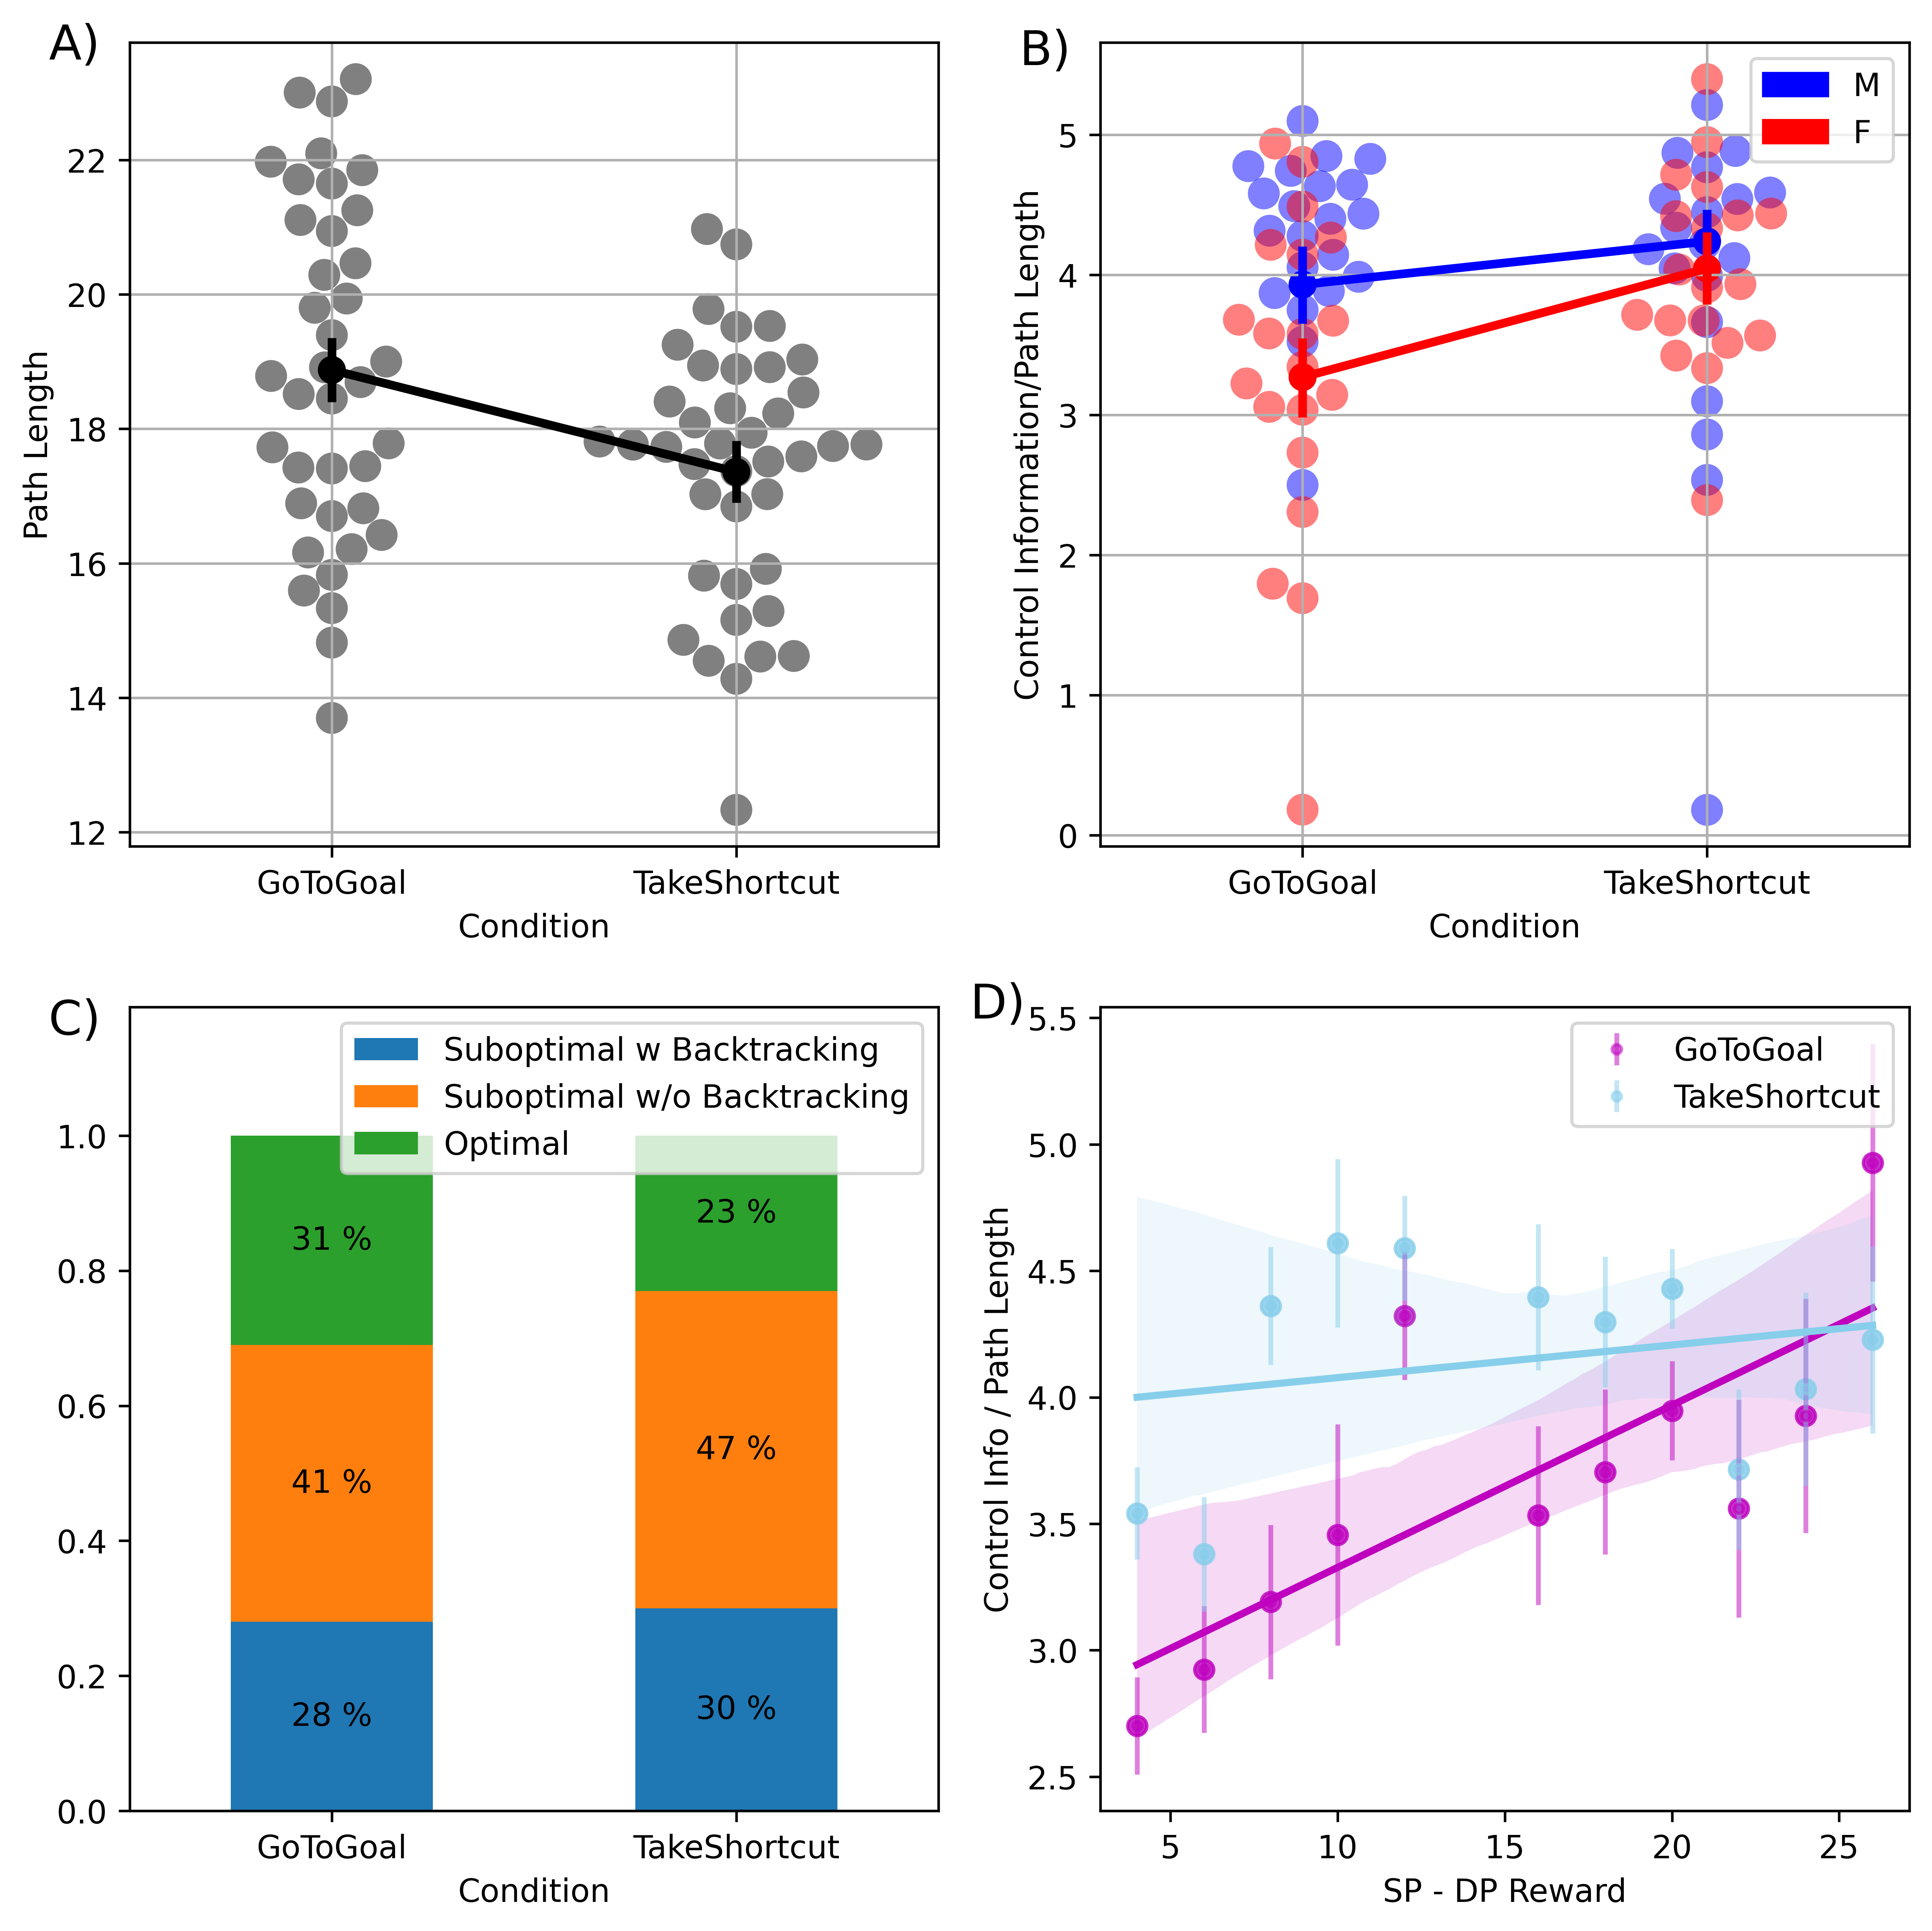 A)
Path Length
22
20
18
16
14
12
GoToGoal
TakeShortcut
Condition
B)
Control Information/Path Length
M
F
5
4
3
2
1
0
GoToGoal
TakeShortcut
Condition
C)
Suboptimal w Backtracking
Suboptimal w/o Backtracking
Optimal
1.0
0.8
0.6
0.4
0.2
0.0
31 %
41 %
28 %
23 %
47 %
30 %
GoToGoal
TakeShortcut
Condition
D)
Control Info / Path Length
GoToGoal
TakeShortcut
5.5
5.0
4.5
4.0
3.5
3.0
2.5
5
10
15
20
25
SP - DP Reward